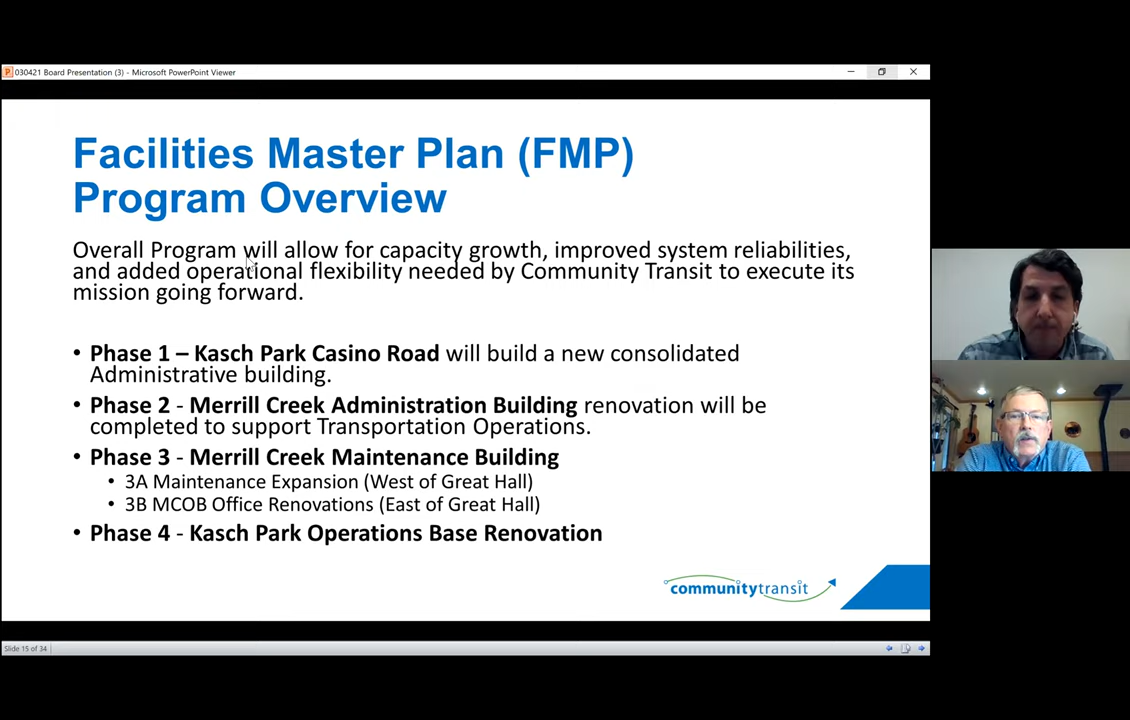 030421 Board Presentation (3) - Microsoft PowerPoint Viewer
Facilities Master Plan (FMP)
Program Overview
Overall Program will allow for capacity growth, improved system reliabilities,
and added operational flexibility needed by Community Transit to execute its
mission going forward.
• Phase 1 – Kasch Park Casino Road will build a new consolidated
Administrative building.
• Phase 2 - Merrill Creek Administration Building renovation will be
completed to support Transportation Operations.
• Phase 3 - Merrill Creek Maintenance Building
• 3A Maintenance Expansion (West of Great Hall)
• 3B MCOB Office Renovations (East of Great Hall)
• Phase 4 - Kasch Park Operations Base Renovation
communitytransit
Slide 15 of 34